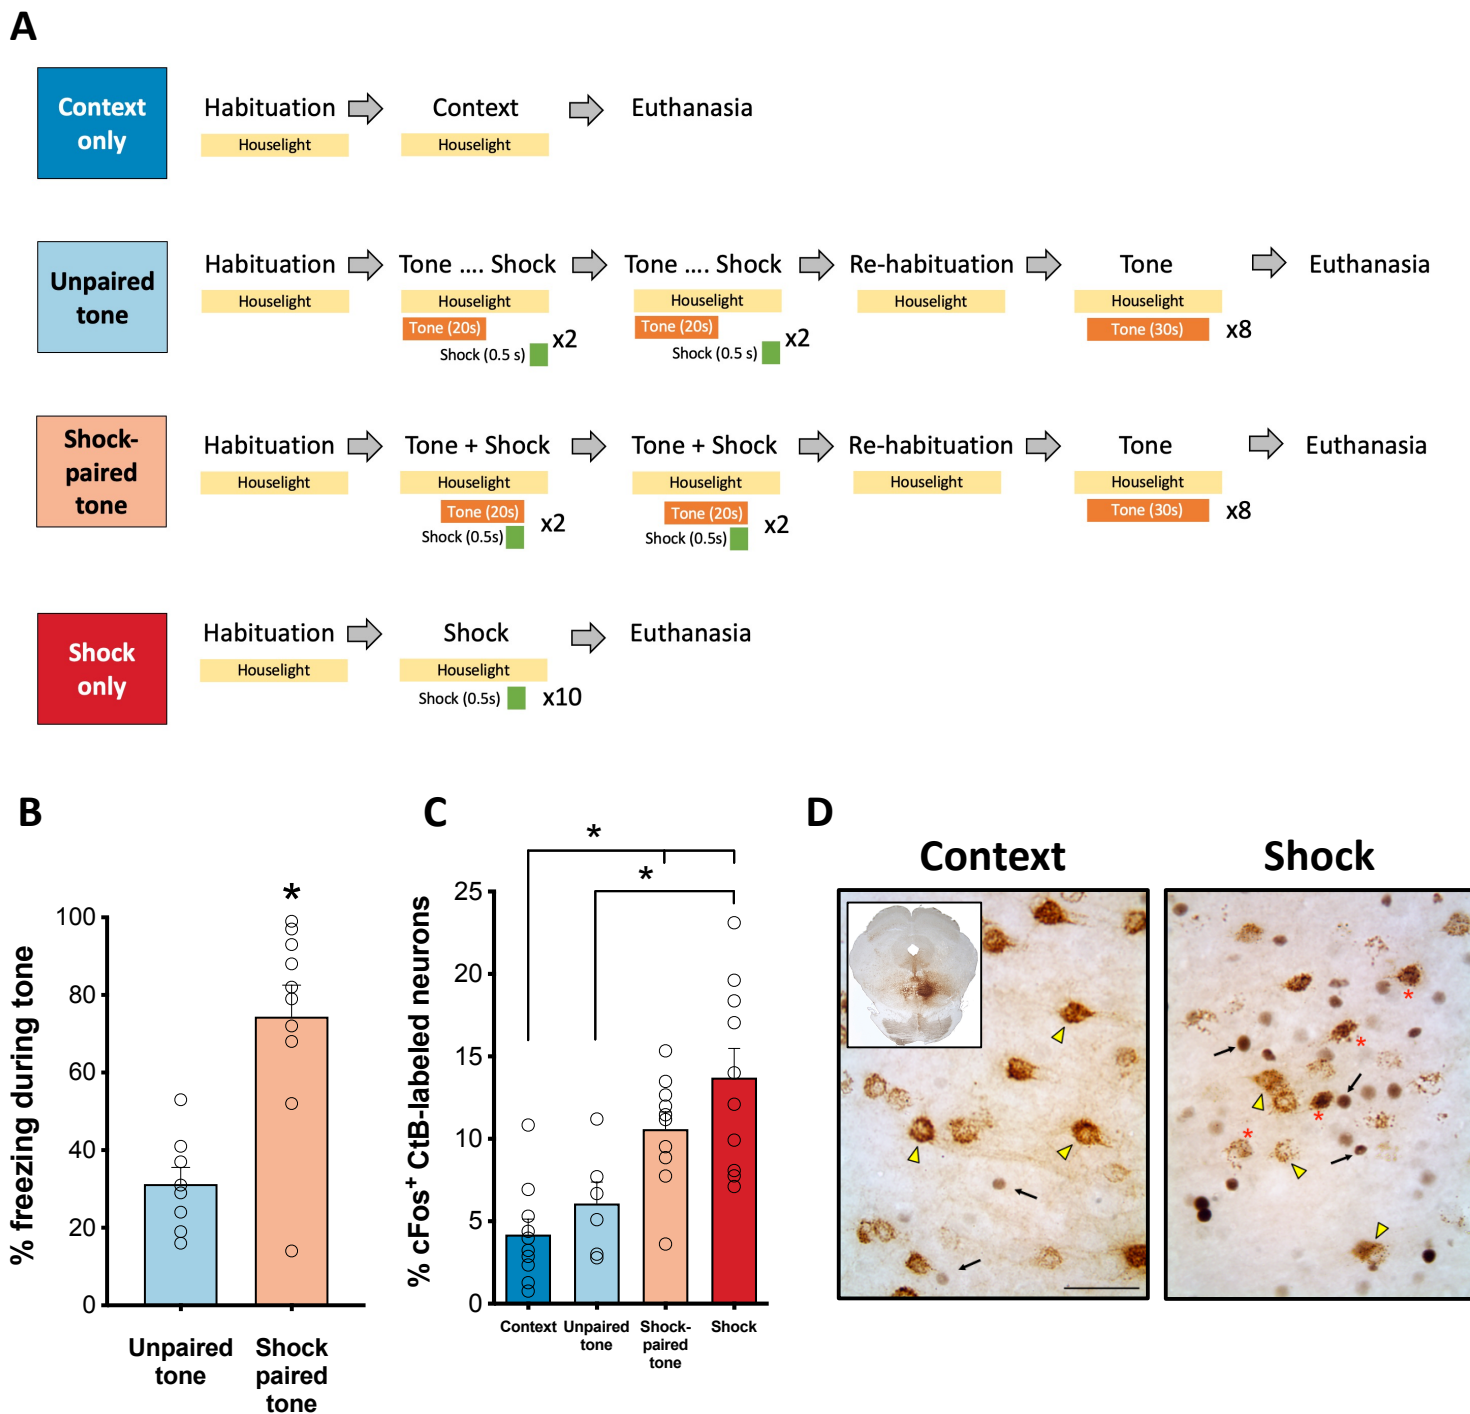 A
Context only
Habituation Context Euthanasia
Houselight Houselight
Unpaired tone
Habituation Tone .... Shock Tone .... Shock Re-habituation Tone Euthanasia
Houselight Houselight Houselight Houselight Houselight
Tone (20s) Tone (20s) Tone (30s) x8
Shock (0.5 s) x2 Shock (0.5 s) x2
Shock-paired tone
Habituation Tone + Shock Tone + Shock Re-habituation Tone Euthanasia
Houselight Houselight Houselight Houselight Houselight
Tone (20s) Tone (20s) Tone (30s) x8
Shock (0.5s) x2 Shock (0.5s) x2
Shock only
Habituation Shock Euthanasia
Houselight Houselight
Shock (0.5s) x10
B
% freezing during tone
100
80
60
40
20
0
*
Unpaired tone
Shock paired tone
C
% cFos+ CtB-labeled neurons
25
20
15
10
5
0
*
*
Context
Unpaired tone
Shock-paired tone
Shock
D
Context
Shock
*
*
*
*